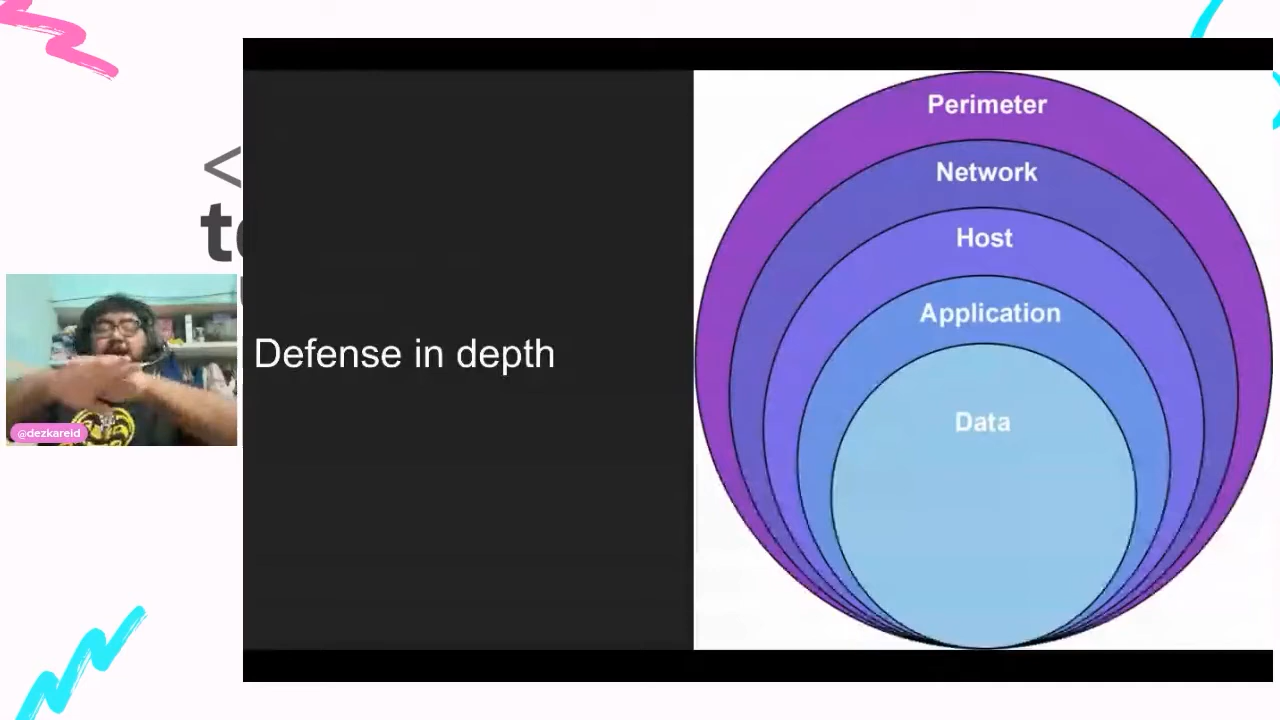 <
Defense in depth
Perimeter
Network
Host
Application
Data
@dezkareid